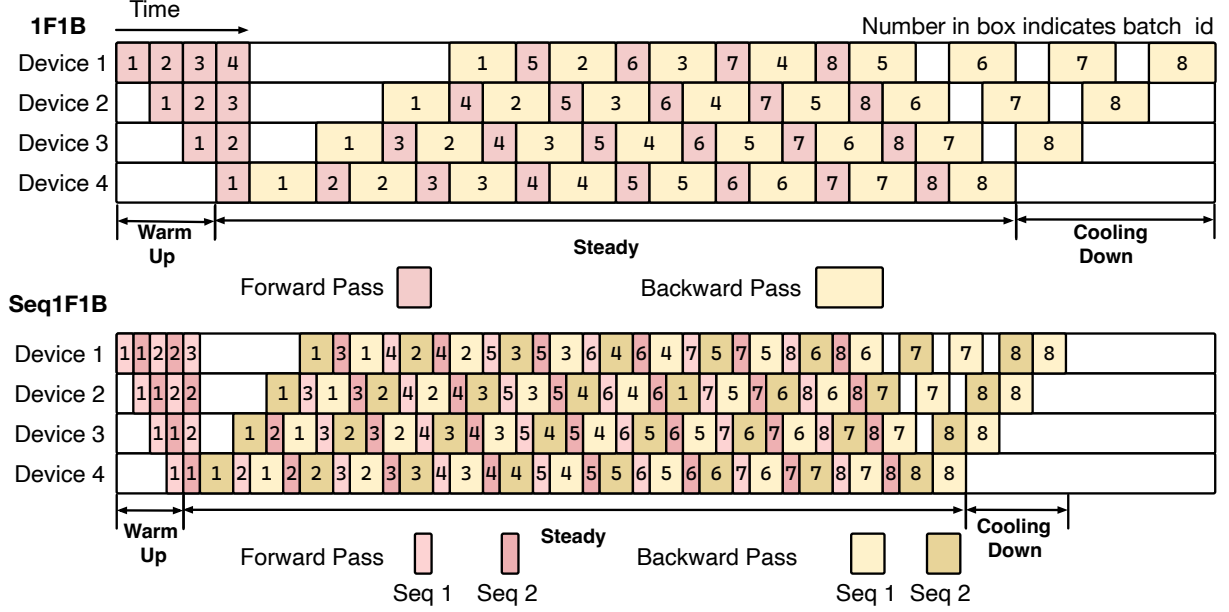 Time
1F1B
Number in box indicates batch_id
Device 1 1 2 3 4 1 5 2 6 3 7 4 8 5 6 7 8
Device 2 1 2 3 1 4 2 5 3 6 4 7 5 8 6 7 8
Device 3 1 2 1 3 2 4 3 5 4 6 5 7 6 8 7 8
Device 4 1 1 2 2 3 3 4 4 5 5 6 6 7 7 8 8
Warm Up
Steady
Cooling Down
Forward Pass
Backward Pass
Seq1F1B
Device 1 1 1 2 2 3 1 3 1 4 2 4 2 5 3 5 3 6 4 6 4 7 5 7 5 8 6 8 6 7 7 8 8
Device 2 1 1 2 2 1 3 1 3 2 4 2 4 3 5 3 5 4 6 4 6 1 7 5 7 6 8 6 8 7 7 8 8
Device 3 1 1 2 1 2 1 3 2 3 2 4 3 4 3 5 4 5 4 6 5 6 5 7 6 7 6 8 7 8 7 8 8
Device 4 1 1 1 2 1 2 2 3 2 3 3 4 3 4 4 5 4 5 5 6 5 6 6 7 6 7 7 8 7 8 8 8
Warm Up
Steady
Cooling Down
Forward Pass
Backward Pass
Seq 1
Seq 2
Seq 1
Seq 2